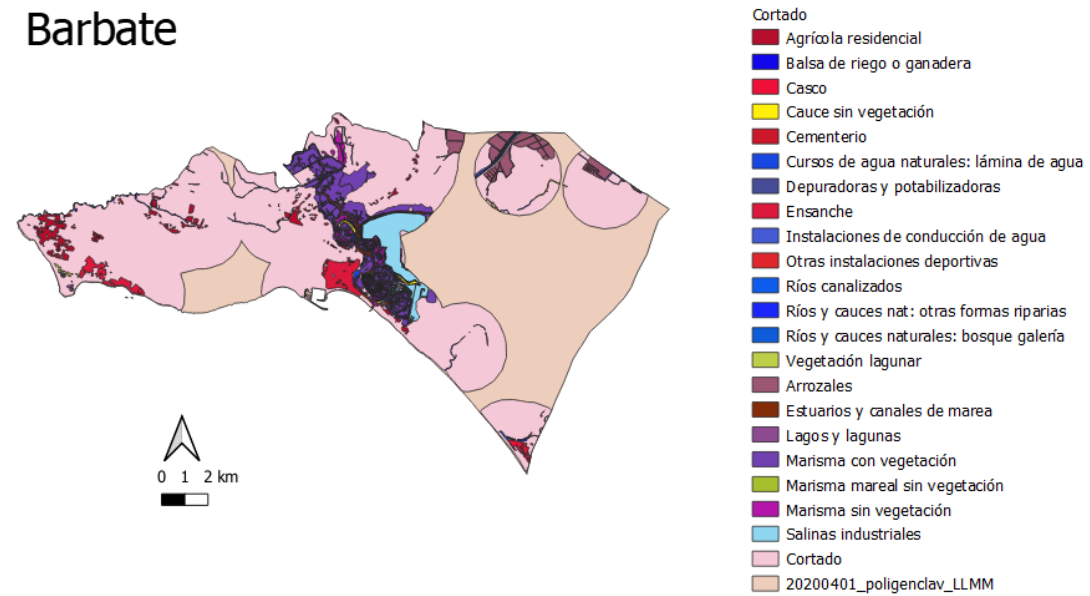 Barbate
Cortado
Agrícola residencial
Balsa de riego o ganadera
Casco
Cauce sin vegetación
Cementerio
Cursos de agua naturales: lámina de agua
Depuradoras y potabilizadoras
Ensanche
Instalaciones de conducción de agua
Otras instalaciones deportivas
Ríos canalizados
Ríos y cauces nat: otras formas riparias
Ríos y cauces naturales: bosque galería
Vegetación lagunar
Arrozales
Estuarios y canales de marea
Lagos y lagunas
Marisma con vegetación
Marisma mareal sin vegetación
Marisma sin vegetación
Salinas industriales
Cortado
20200401_poligenclav_LLMM
0 1 2 km